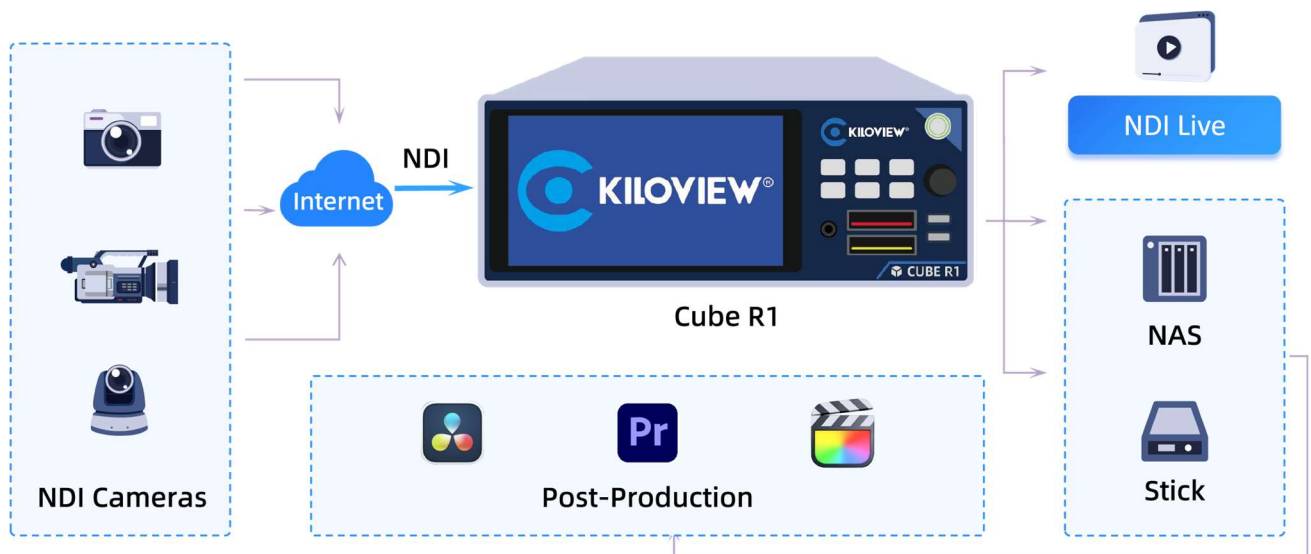 NDI Cameras
Internet
NDI
KILOVIEW®
KILOVIEW®
CUBE R1
Cube R1
NDI Live
NAS
Stick
Pr
Post-Production